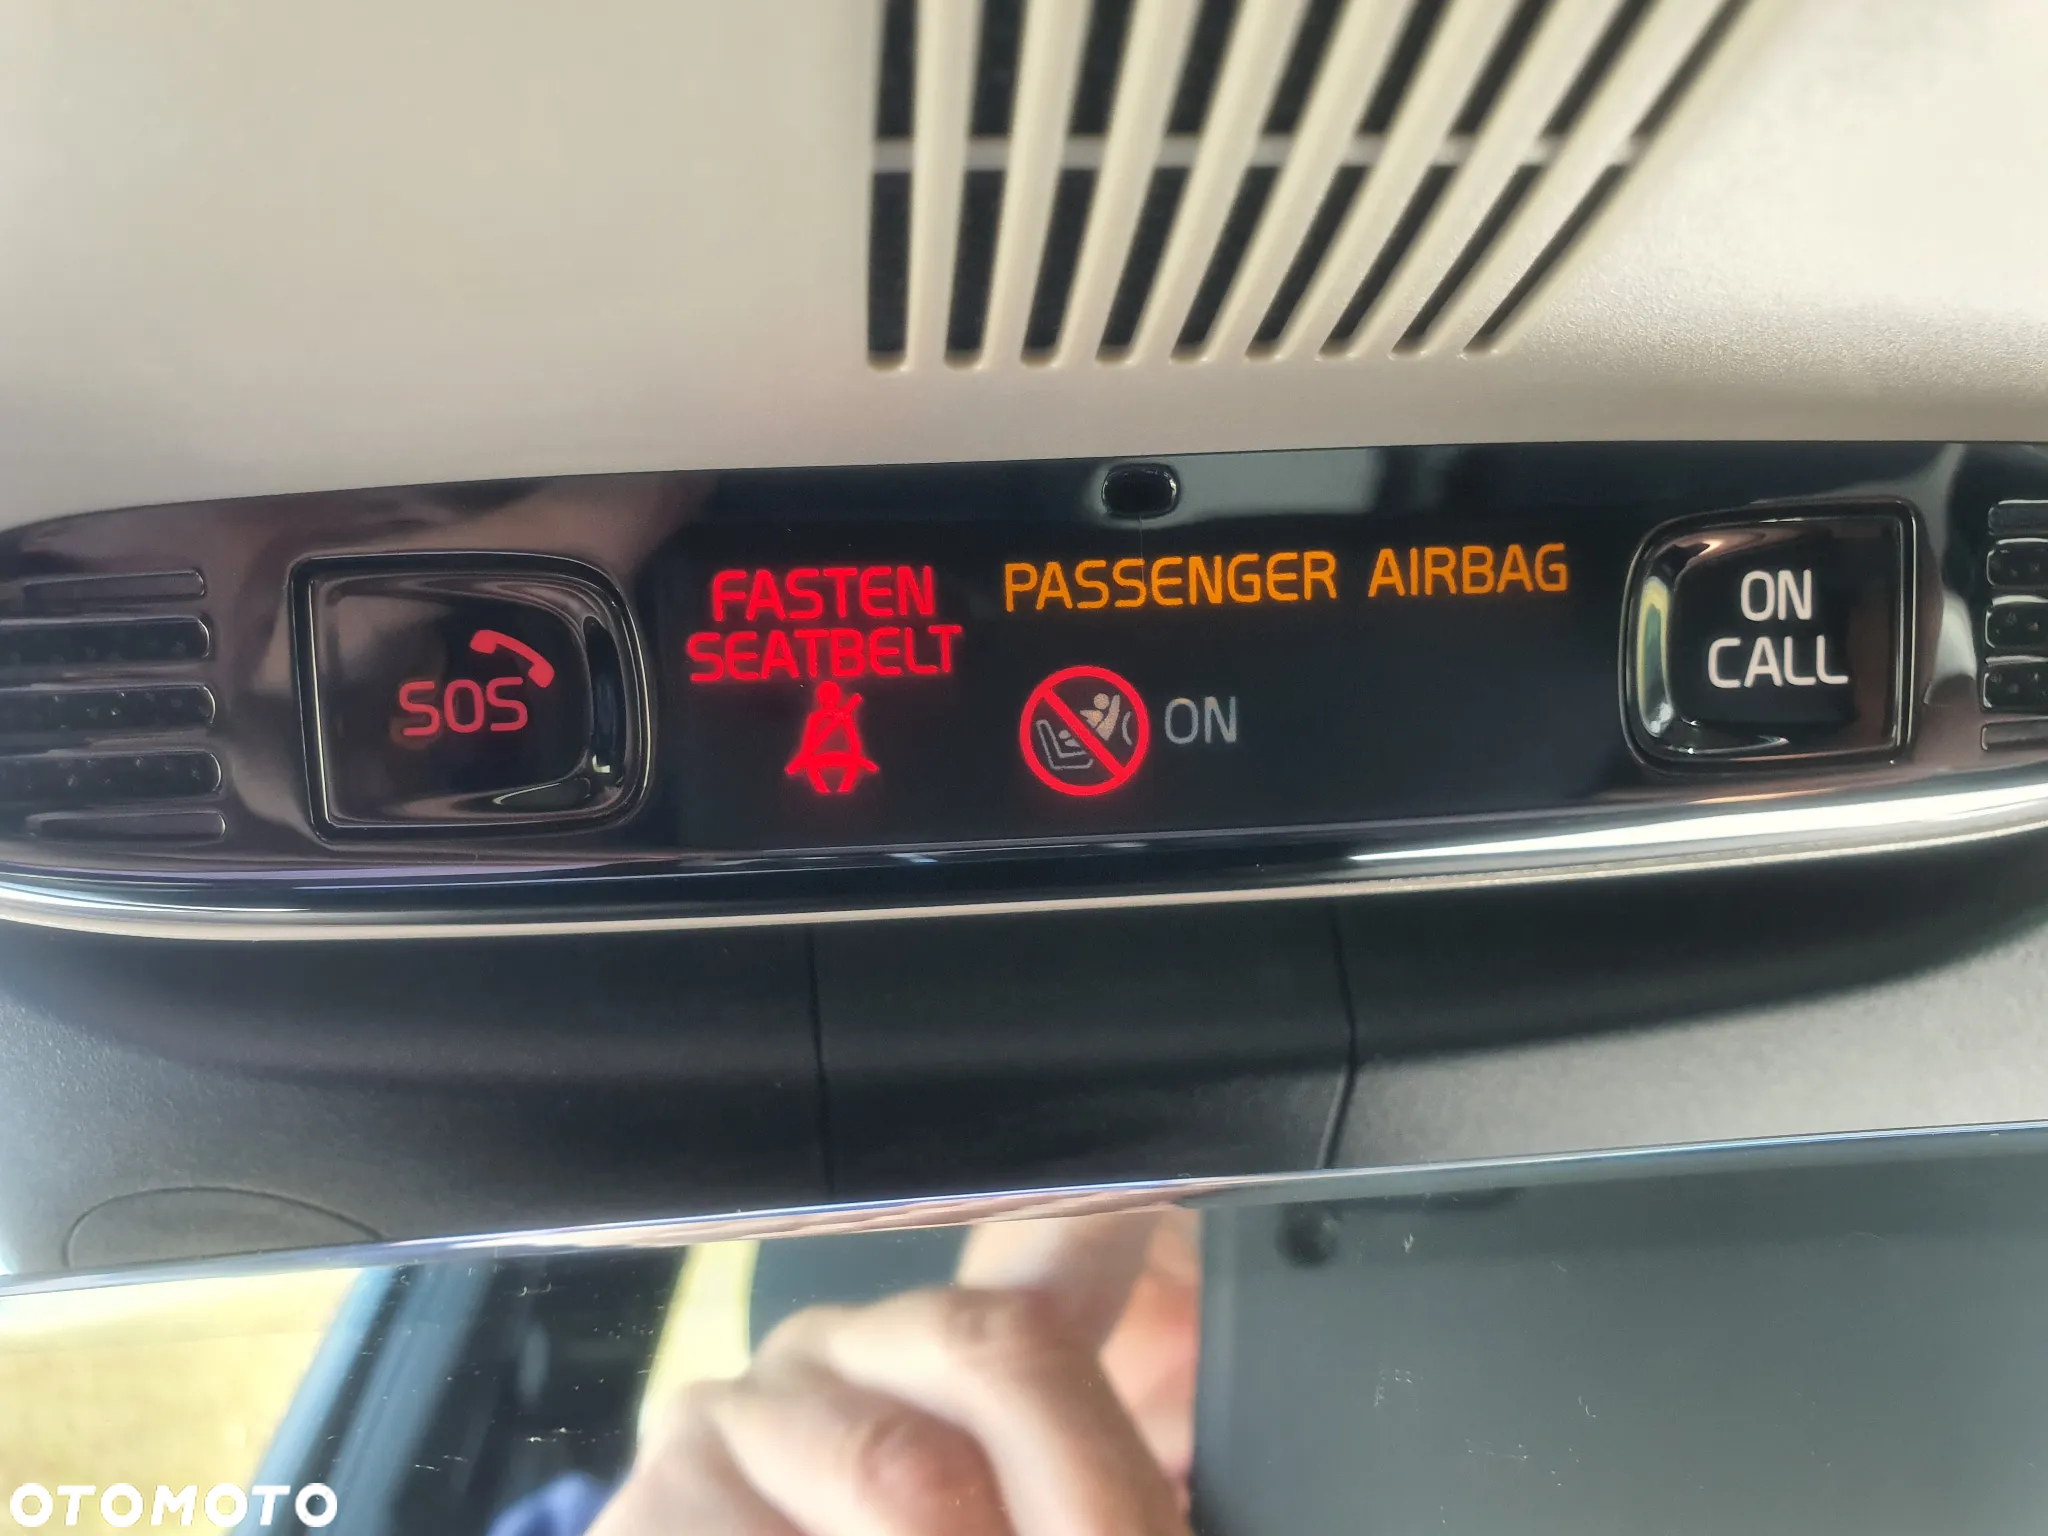 SOS
FASTEN
SEATBELT
PASSENGER AIRBAG
ON
ON
CALL
OTOMOTO